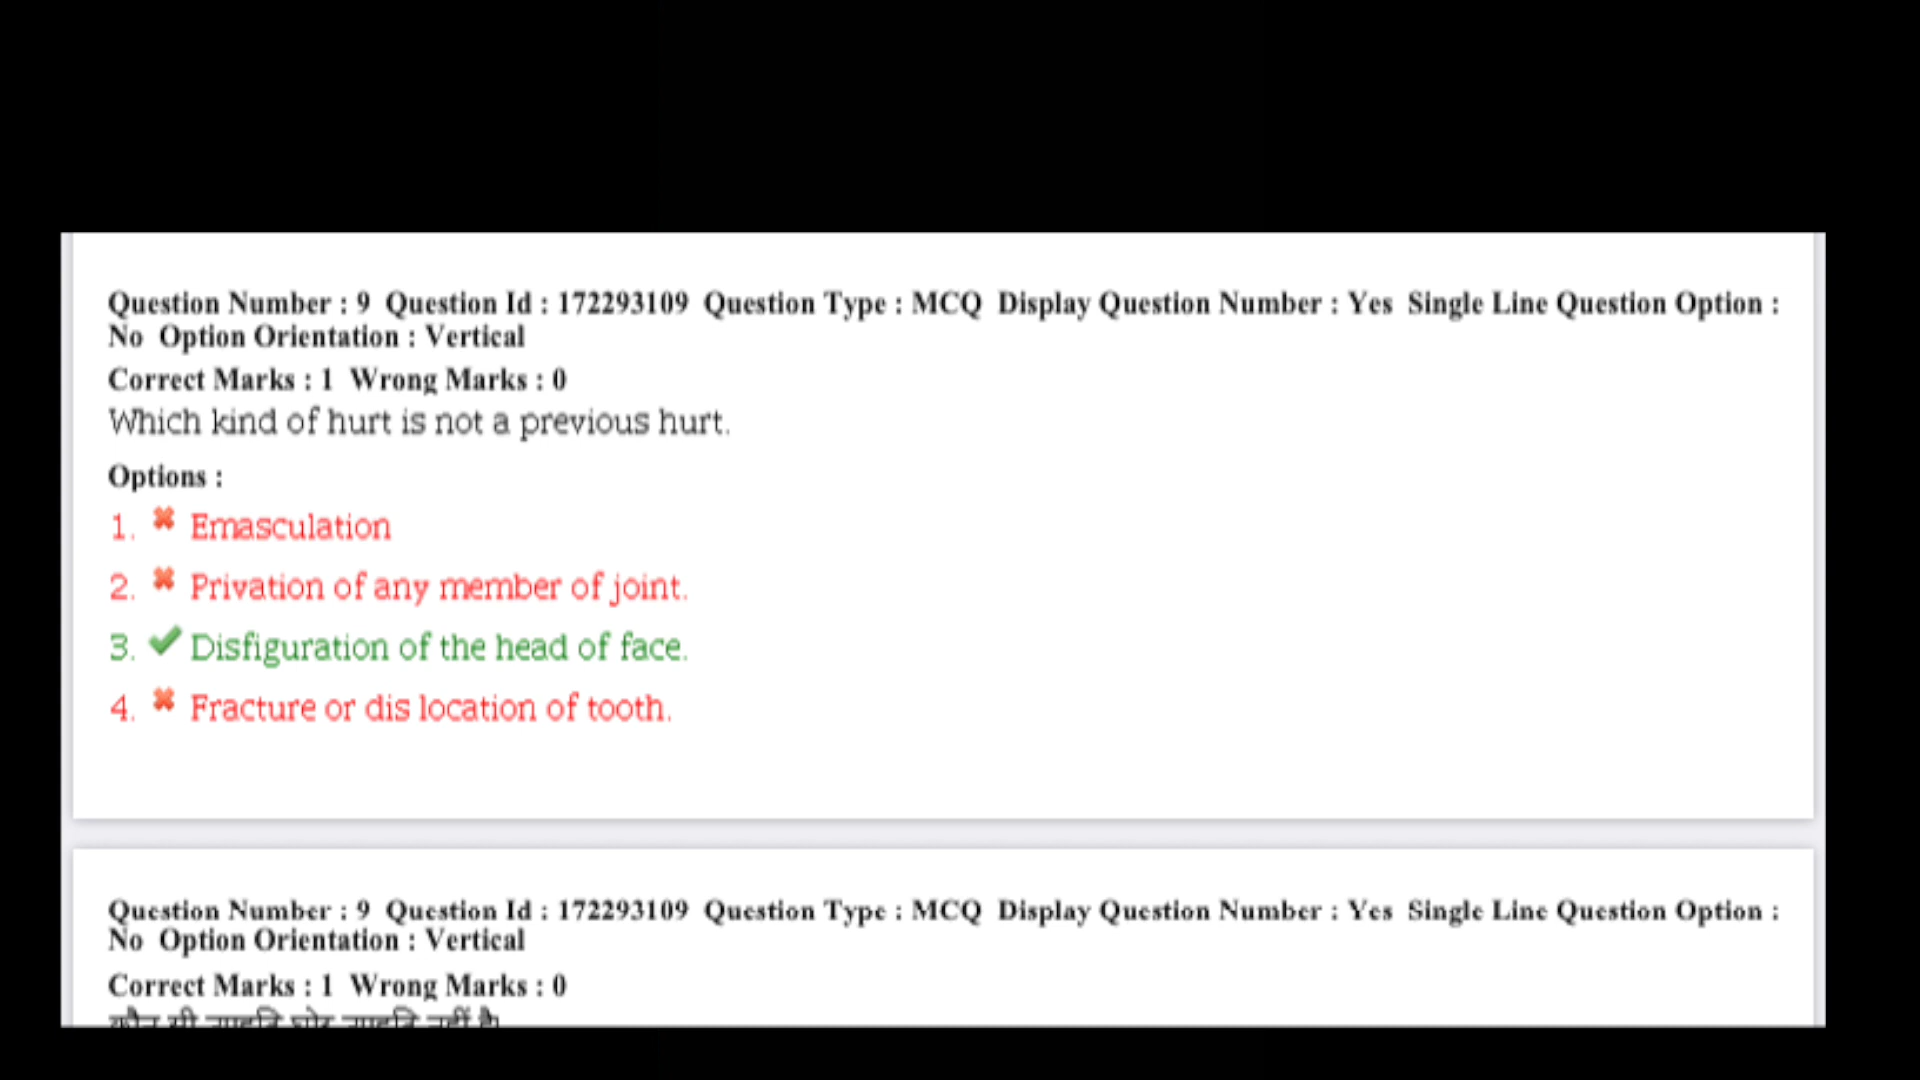 Question Number : 9 Question Id : 172293109 Question Type : MCQ Display Question Number : Yes Single Line Question Option :
No Option Orientation : Vertical
Correct Marks : 1 Wrong Marks : 0
Which kind of hurt is not a previous hurt.
Options :
1. ✖ Emasculation
2. ✖ Privation of any member of joint.
3. ✔ Disfiguration of the head of face.
4. ✖ Fracture or dis location of tooth.
Question Number : 9 Question Id : 172293109 Question Type : MCQ Display Question Number : Yes Single Line Question Option :
No Option Orientation : Vertical
Correct Marks : 1 Wrong Marks : 0